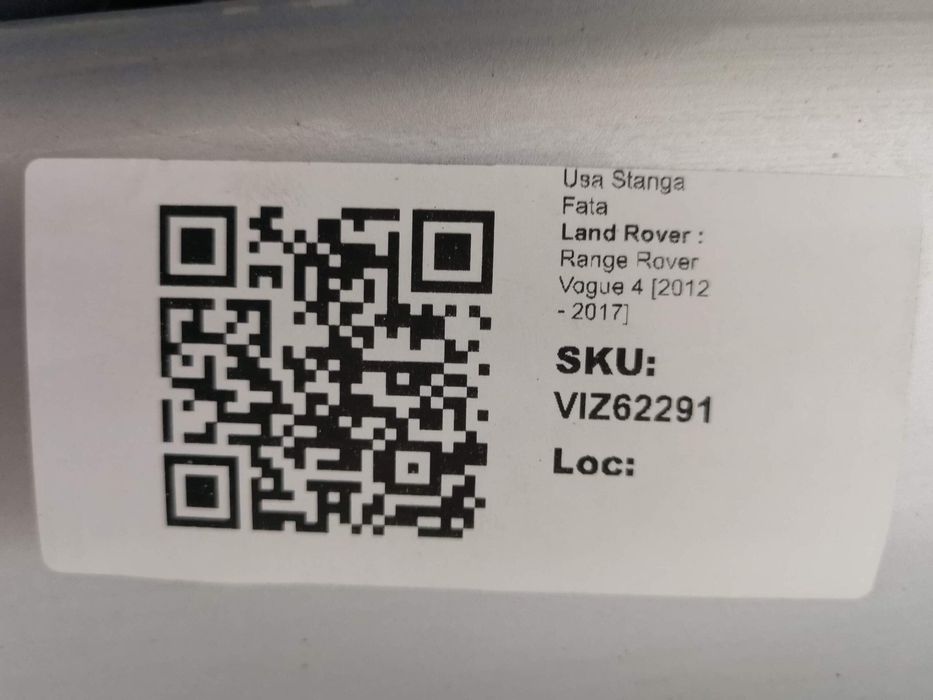 Usa Stanga
Fata
Land Rover :
Range Rover
Vogue 4 [2012
- 2017]
SKU:
VIZ62291
Loc: